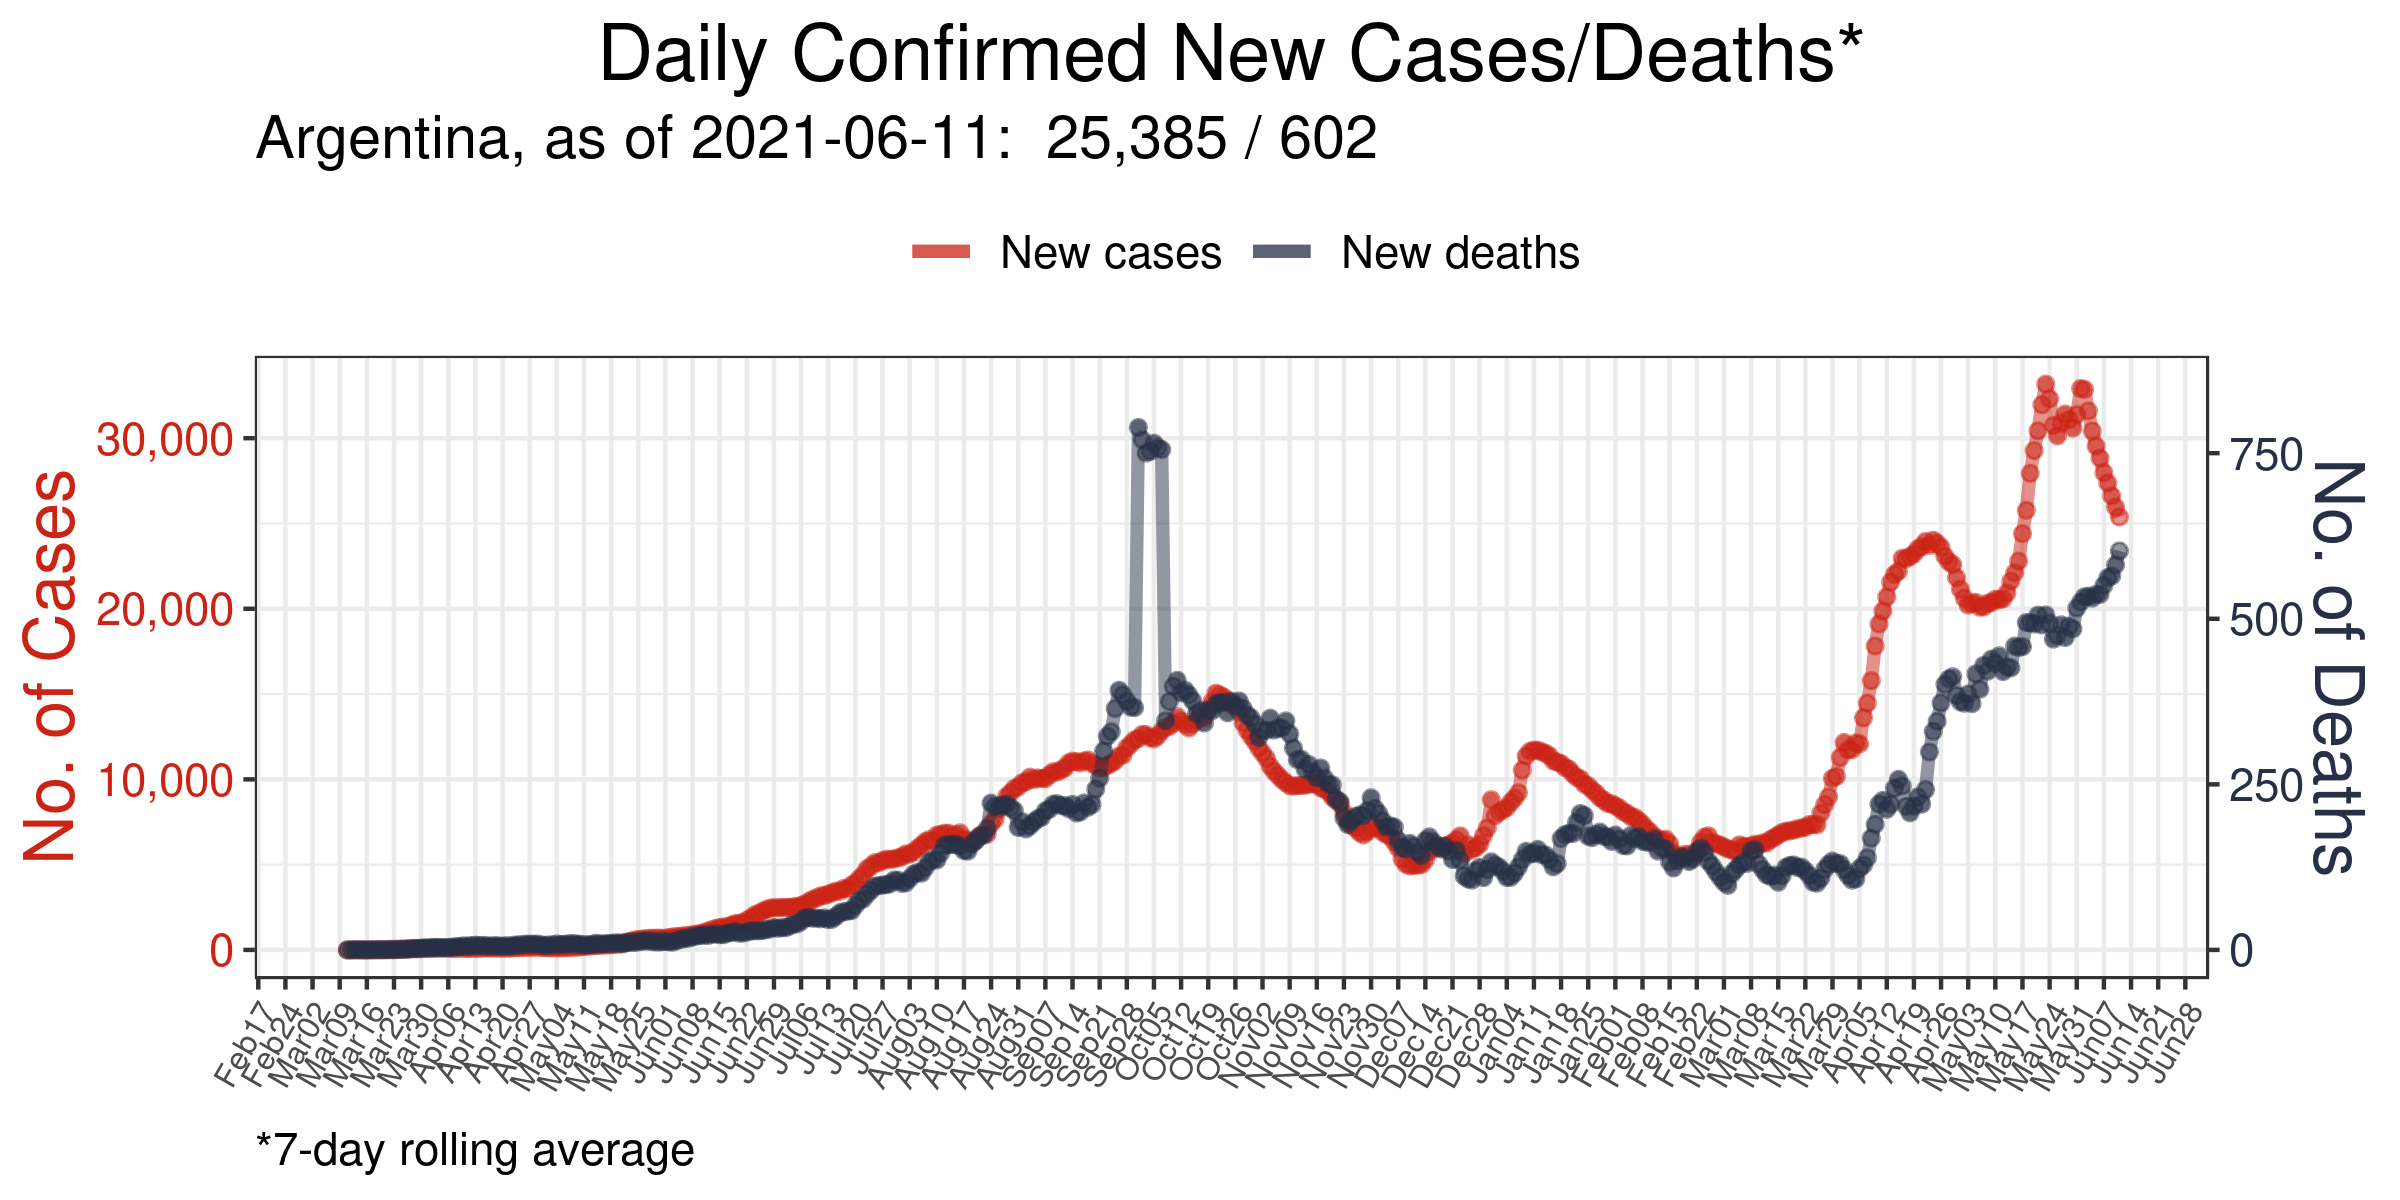 Daily Confirmed New Cases/Deaths*
Argentina, as of 2021-06-11:  25,385 / 602
New cases
New deaths
No. of Cases
30,000
20,000
10,000
0
750
500
250
0
No. of Deaths
Feb17
Feb24
Mar02
Mar09
Mar16
Mar23
Mar30
Apr06
Apr13
Apr20
Apr27
May04
May11
May18
May25
Jun01
Jun08
Jun15
Jun22
Jun29
Jul06
Jul13
Jul20
Jul27
Aug03
Aug10
Aug17
Aug24
Aug31
Sep07
Sep14
Sep21
Sep28
Oct05
Oct12
Oct19
Oct26
Nov02
Nov09
Nov16
Nov23
Nov30
Dec07
Dec14
Dec21
Dec28
Jan04
Jan11
Jan18
Jan25
Feb01
Feb08
Feb15
Feb22
Mar01
Mar08
Mar15
Mar22
Mar29
Apr05
Apr12
Apr19
Apr26
May03
May10
May17
May24
May31
Jun07
Jun14
Jun21
Jun28
*7-day rolling average